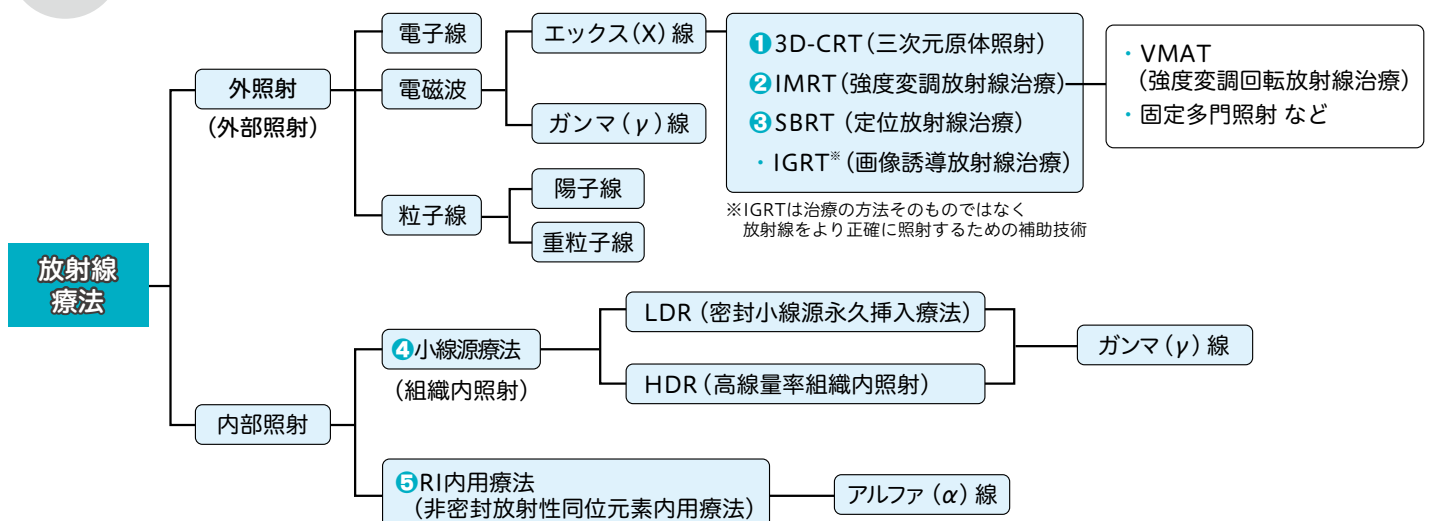 放射線
療法
外照射
(外部照射)
電子線
電磁波
粒子線
エックス(X)線
ガンマ(γ)線
陽子線
重粒子線
❶3D-CRT(三次元原体照射)
❷IMRT(強度変調放射線治療)
❸SBRT(定位放射線治療)
・IGRT※(画像誘導放射線治療)
※IGRTは治療の方法そのものではなく
放射線をより正確に照射するための補助技術
・VMAT
(強度変調回転放射線治療)
・固定多門照射 など
内部照射
❹小線源療法
(組織内照射)
LDR(密封小線源永久挿入療法)
HDR(高線量率組織内照射)
ガンマ(γ)線
❺RI内用療法
(非密封放射性同位元素内用療法)
アルファ(α)線